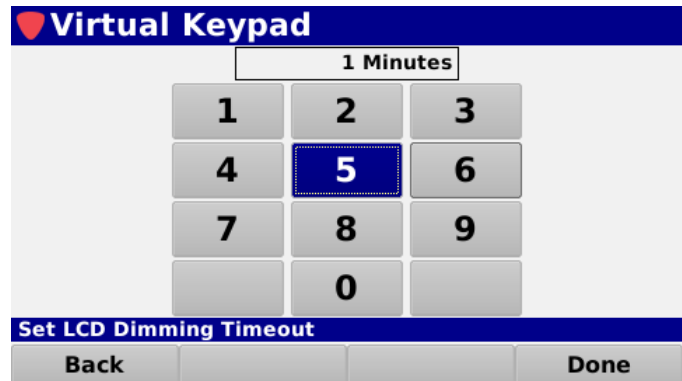 Virtual Keypad
1 Minutes
1 2 3
4 5 6
7 8 9
0
Set LCD Dimming Timeout
Back Done